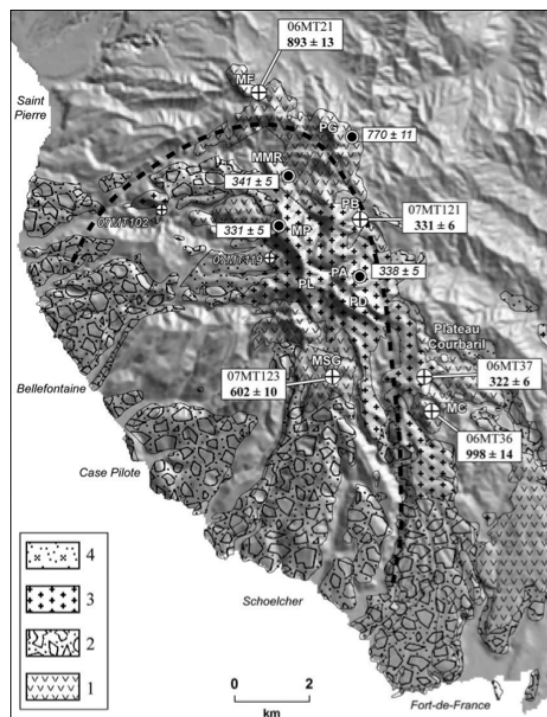 06MT21
893 ± 13
MF
Saint
Pierre
PG
770 ± 11
MMR
341 ± 5
PB
07MT102
07MT121
331 ± 6
331 ± 5
MP
07MT119
PA
338 ± 5
PL
PD
Plateau
Courbaril
MSG
07MT123
602 ± 10
06MT37
322 ± 6
Bellefontaine
MC
06MT36
998 ± 14
Case Pilote
4
3
2
1
Schoelcher
0 2
km
Fort-de-France